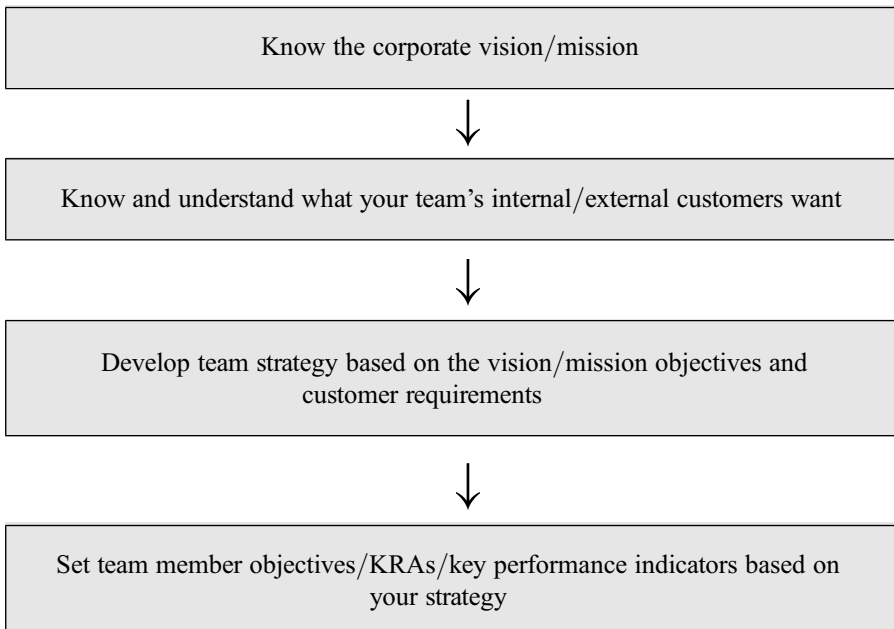 Know the corporate vision/mission
Know and understand what your team’s internal/external customers want
Develop team strategy based on the vision/mission objectives and
customer requirements
Set team member objectives/KRAs/key performance indicators based on
your strategy